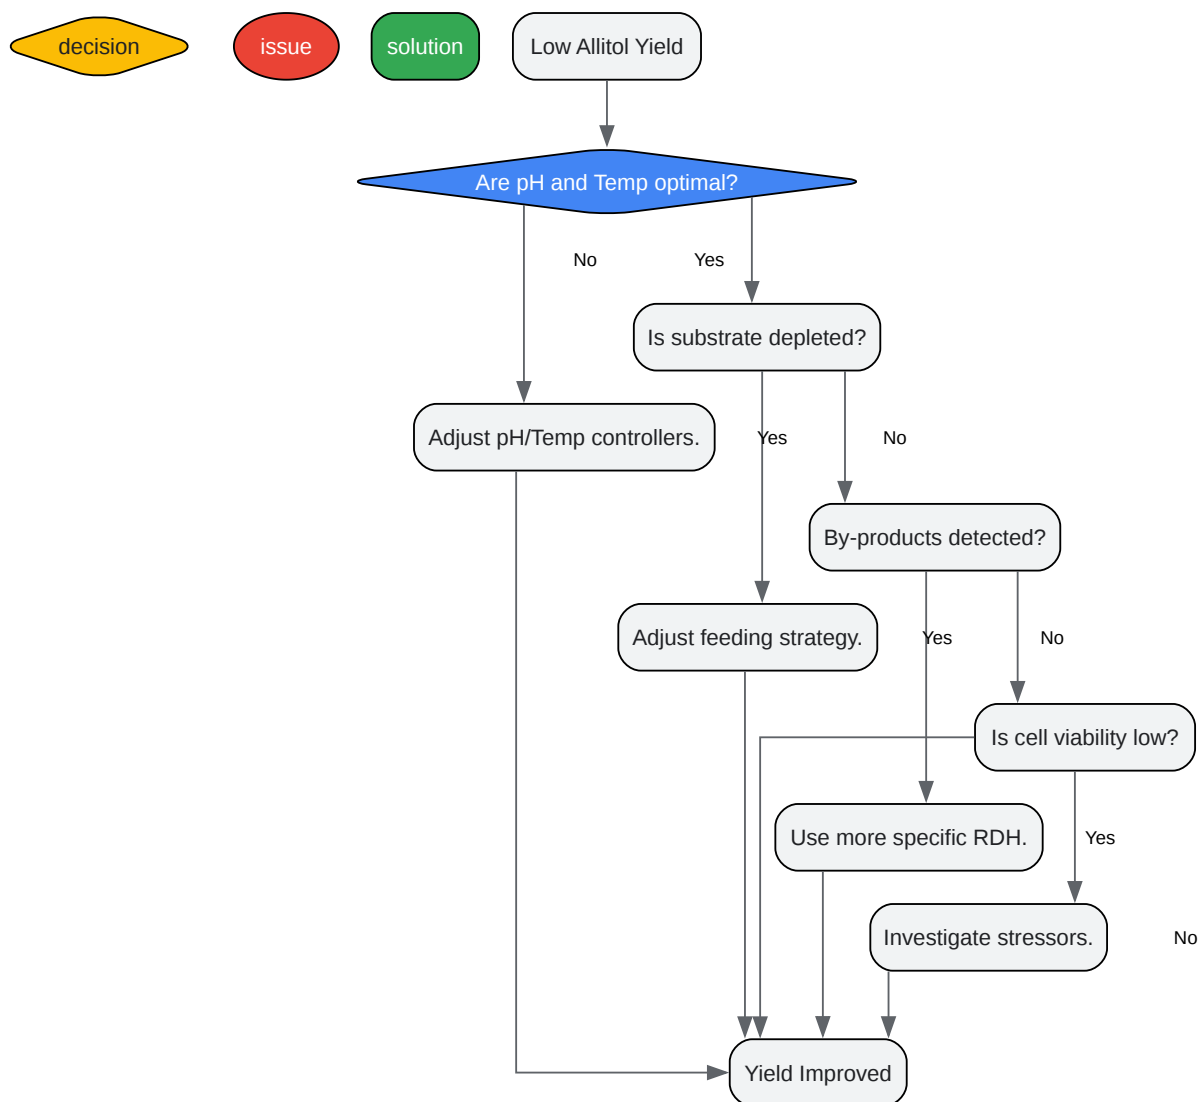 decision
issue
solution
Low Allitol Yield
Are pH and Temp optimal?
No
Yes
Is substrate depleted?
Adjust pH/Temp controllers.
Yes
No
By-products detected?
Adjust feeding strategy.
Yes
No
Is cell viability low?
Use more specific RDH.
Yes
Investigate stressors.
No
Yield Improved